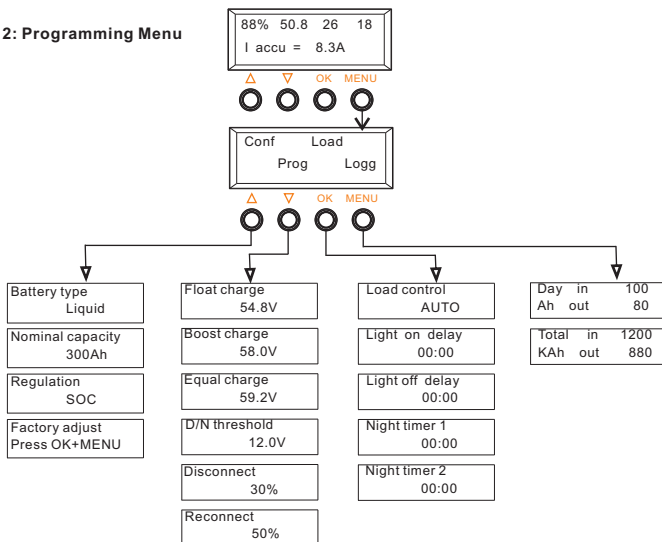 2: Programming Menu
88% 50.8 26 18
I accu = 8.3A
OK MENU
Conf Load
Prog Logg
OK MENU
Battery type
Liquid
Nominal capacity
300Ah
Regulation
SOC
Factory adjust
Press OK+MENU
Float charge
54.8V
Boost charge
58.0V
Equal charge
59.2V
D/N threshold
12.0V
Disconnect
30%
Reconnect
50%
Load control
AUTO
Light on delay
00:00
Light off delay
00:00
Night timer 1
00:00
Night timer 2
00:00
Day in 100
Ah out 80
Total in 1200
KAh out 880